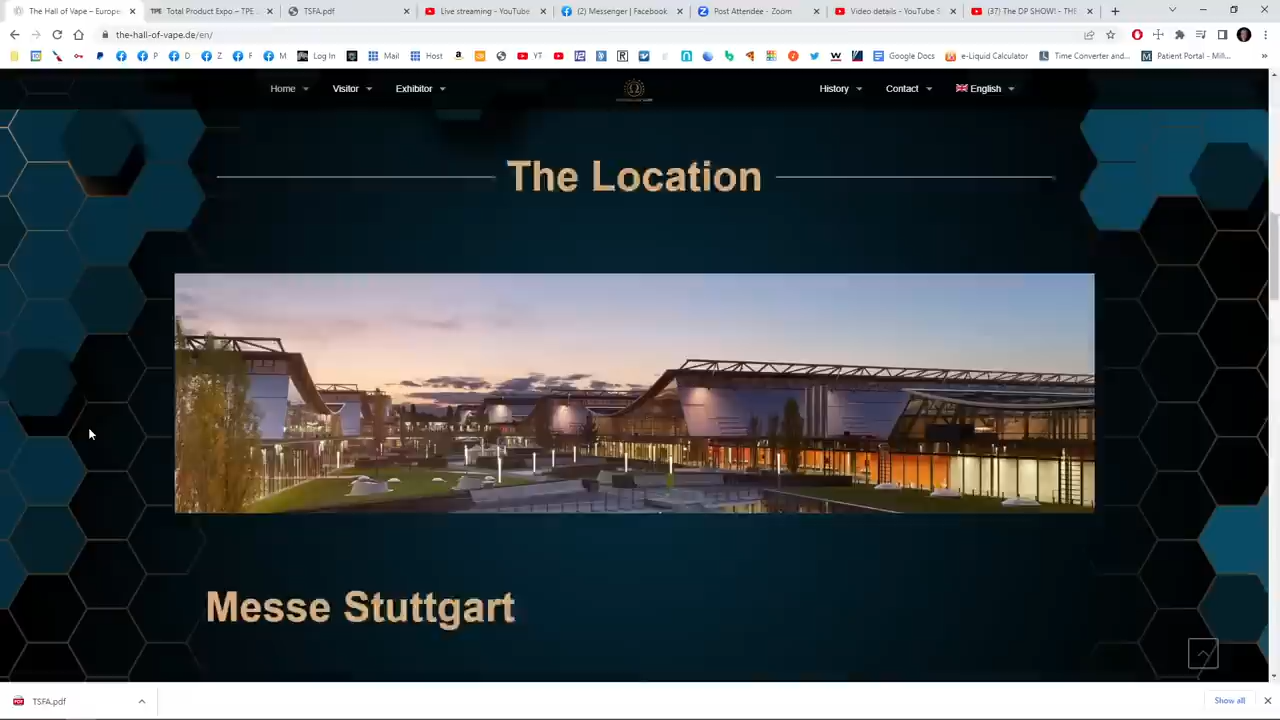 The Hall of Vape – Europe
Total Product Expo – TPE
TSFA.pdf
Live streaming - YouTube
(2) Messenger | Facebook
Post Attendee - Zoom
Video details - YouTube S
(37) The DP SHOW! - THE
the-hall-of-vape.de/en/
D
Z
F
M
Log In
Mail
Host
YT
Google Docs
e-Liquid Calculator
Time Converter and...
Patient Portal - Mill...
Home
Visitor
Exhibitor
History
Contact
English
The Location
Messe Stuttgart
TSFA.pdf
Show all